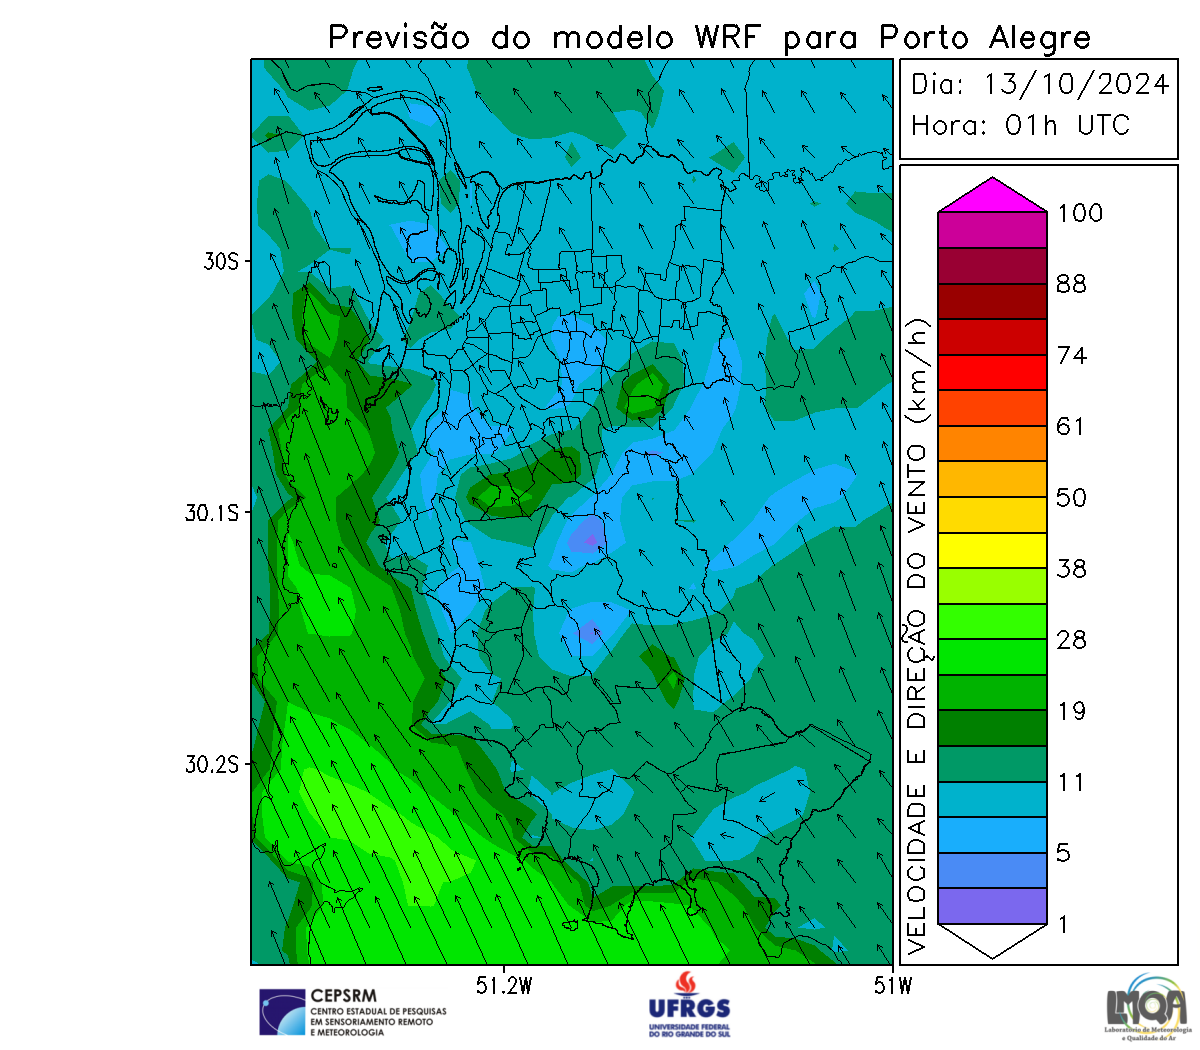 Previsão do modelo WRF para Porto Alegre
Dia: 13/10/2024
Hora: 01h UTC
30S
30.1S
30.2S
51.2W
51W
VELOCIDADE E DIREÇÃO DO VENTO (km/h)
100
88
74
61
50
38
28
19
11
5
1
CEPSRM
CENTRO ESTADUAL DE PESQUISAS
EM SENSORIAMENTO REMOTO
E METEOROLOGIA
UFRGS
UNIVERSIDADE FEDERAL
DO RIO GRANDE DO SUL
LMQA
Laboratório de Meteorologia
e Qualidade do Ar